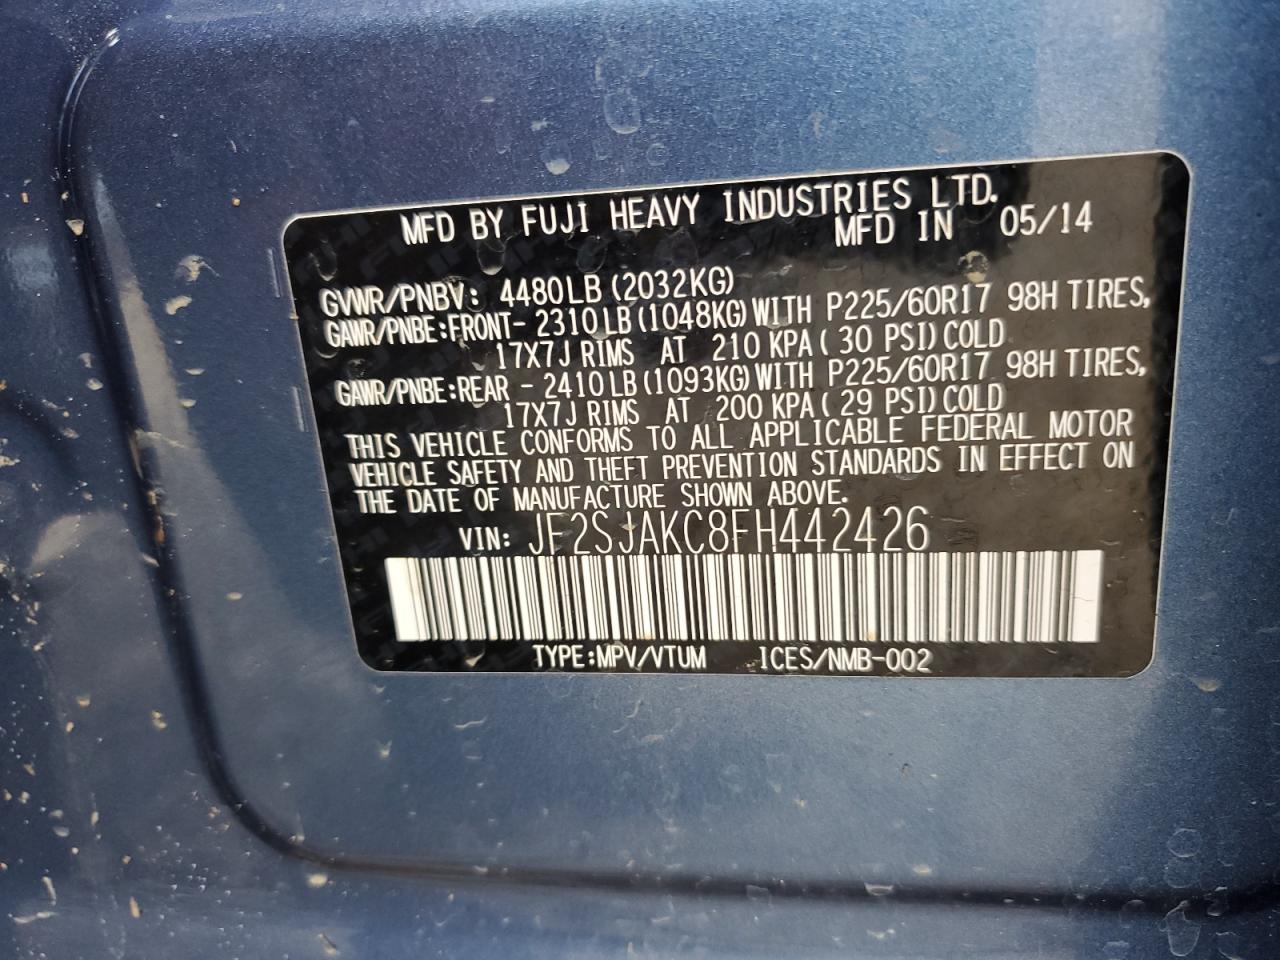 MFD BY FUJI HEAVY INDUSTRIES LTD.
MFD IN 05/14
GVWR/PNBV: 4480LB (2032KG)
GAWR/PNBE:FRONT- 2310LB (1048KG) WITH P225/60R17 98H TIRES,
17X7J RIMS AT 210 KPA ( 30 PSI) COLD
GAWR/PNBE:REAR - 2410LB (1093KG) WITH P225/60R17 98H TIRES,
17X7J RIMS AT 200 KPA ( 29 PSI) COLD
THIS VEHICLE CONFORMS TO ALL APPLICABLE FEDERAL MOTOR
VEHICLE SAFETY AND THEFT PREVENTION STANDARDS IN EFFECT ON
THE DATE OF MANUFACTURE SHOWN ABOVE.
VIN: JF2SJAKC8FH442426
TYPE:MPV/VTUM ICES/NMB-002